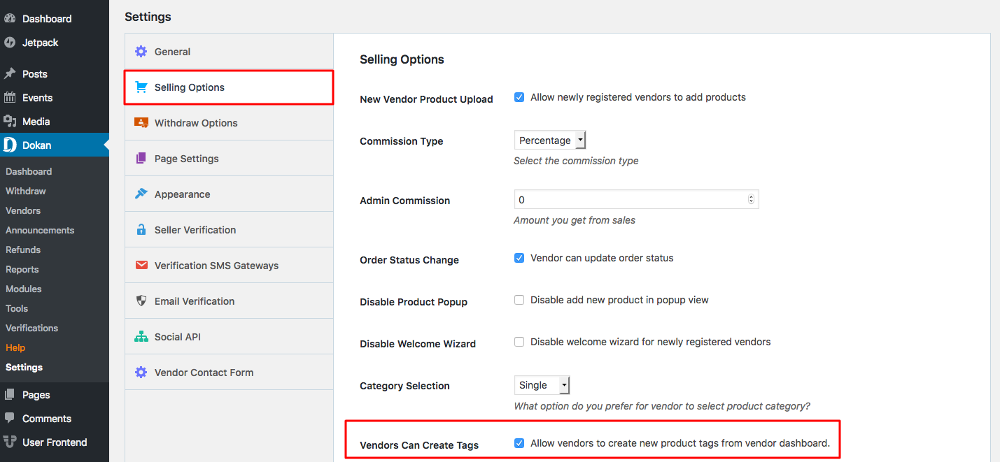 Dashboard
Jetpack
Posts
Events
Media
Dokan
Dashboard
Withdraw
Vendors
Announcements
Refunds
Reports
Modules
Tools
Verifications
Help
Settings
Pages
Comments
User Frontend
Settings
General
Selling Options
Withdraw Options
Page Settings
Appearance
Seller Verification
Verification SMS Gateways
Email Verification
Social API
Vendor Contact Form
Selling Options
New Vendor Product Upload Allow newly registered vendors to add products
Commission Type Percentage
Select the commission type
Admin Commission 0
Amount you get from sales
Order Status Change Vendor can update order status
Disable Product Popup Disable add new product in popup view
Disable Welcome Wizard Disable welcome wizard for newly registered vendors
Category Selection Single
What option do you prefer for vendor to select product category?
Vendors Can Create Tags Allow vendors to create new product tags from vendor dashboard.